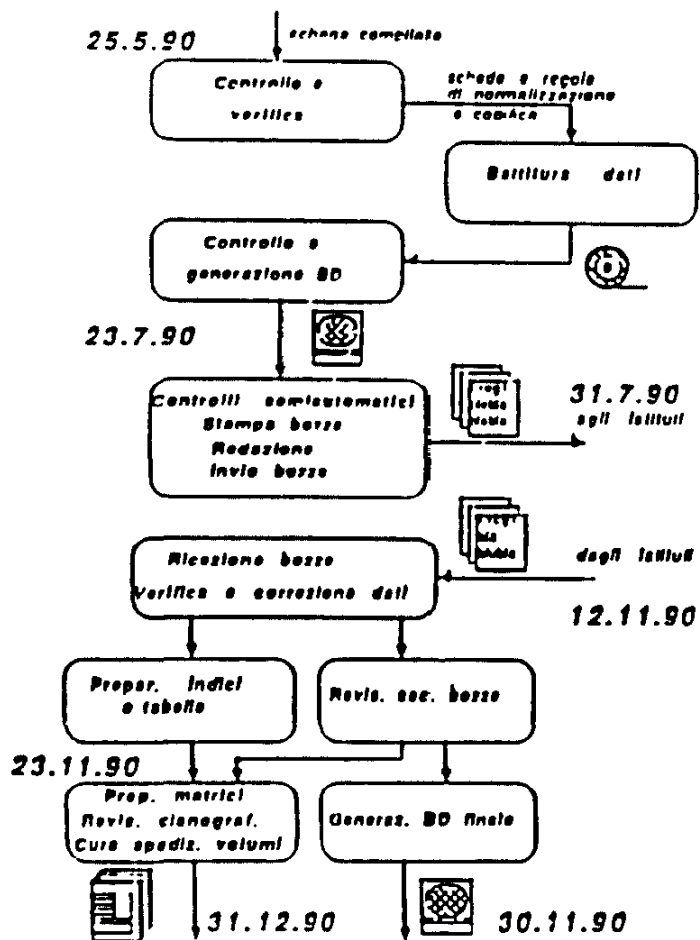 25.5.90
schede compilate
Controllo e
verifica
schede e regole
di normalizzazione
e codifica
Battitura dati
Controllo e
generazione BD
23.7.90
Controlli semiautomatici
Stampa bozze
Redazione
Invio bozze
31.7.90
agli istituti
Ricezione bozze
Verifica e correzione dati
dagli istituti
12.11.90
Prepar. indici
e tabelle
Revis. sec. bozze
23.11.90
Prep. matrici
Revis. cianograf.
Cura spediz. volumi
Generaz. BD finale
31.12.90
30.11.90